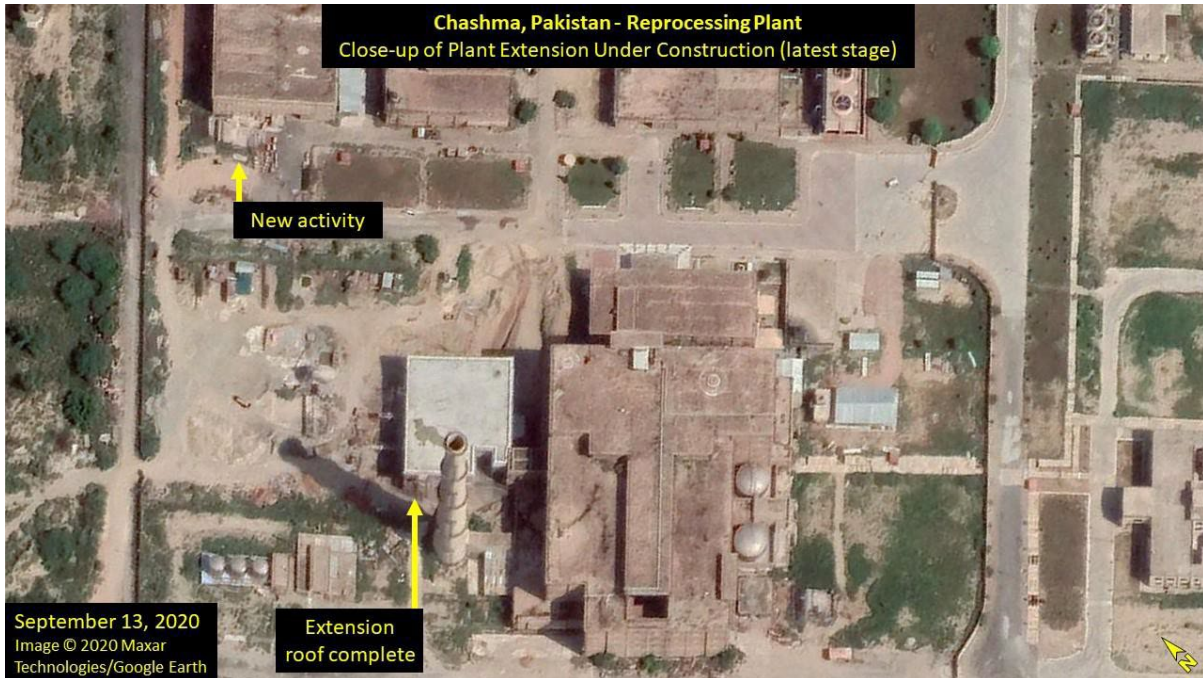 Chashma, Pakistan - Reprocessing Plant
Close-up of Plant Extension Under Construction (latest stage)
New activity
Extension
roof complete
September 13, 2020
Image © 2020 Maxar
Technologies/Google Earth
N